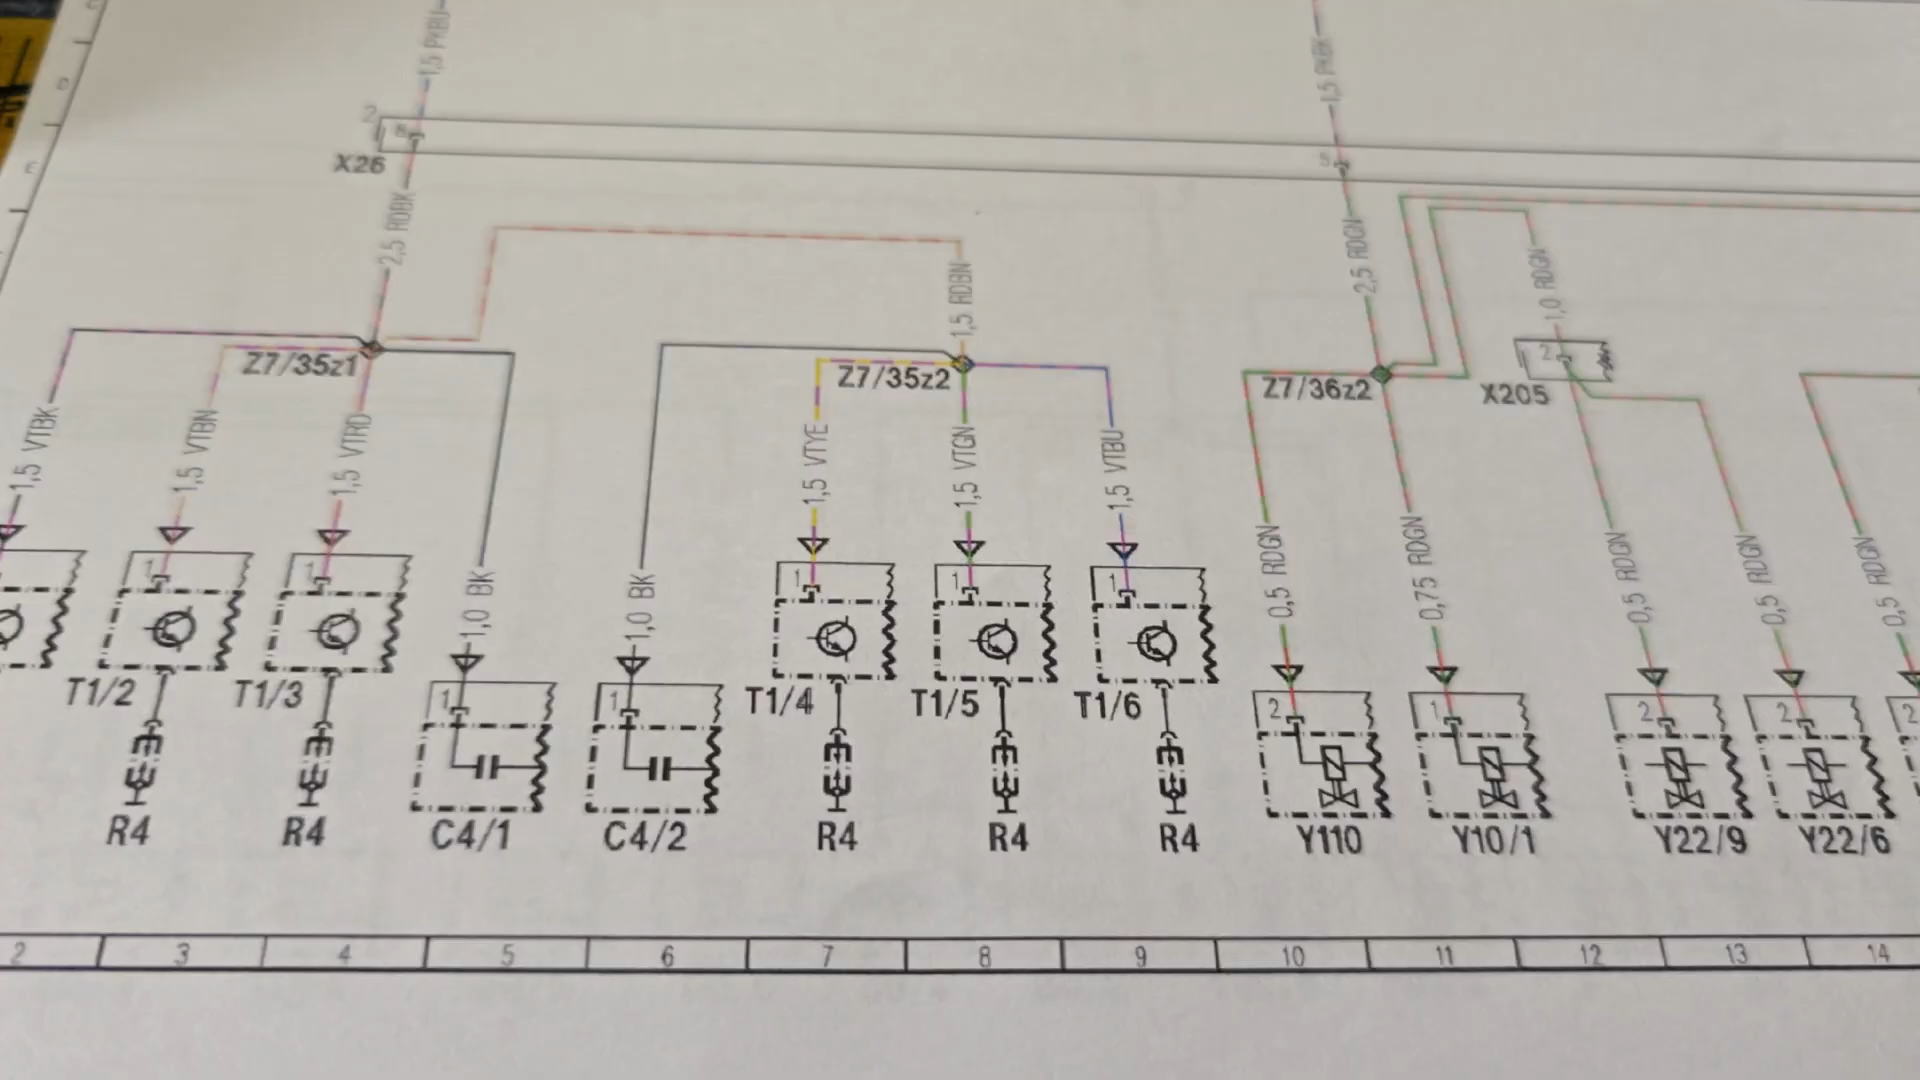 1,5 PKBU
1,5 PKBK
2
8
X26
5
2,5 RDBK
2,5 RDGN
1,0 RDGN
1,5 RDBN
Z7/35z1
Z7/35z2
Z7/36z2
2
X205
1,5 VTBK
1,5 VTBN
1,5 VTRD
1,5 VTYE
1,5 VTGN
1,5 VTBU
1,0 BK
1,0 BK
0,5 RDGN
0,75 RDGN
0,5 RDGN
0,5 RDGN
0,5 RDGN
1
1
1
1
1
1
1
2
1
2
2
2
T1/2
T1/3
T1/4
T1/5
T1/6
R4
R4
C4/1
C4/2
R4
R4
R4
Y110
Y10/1
Y22/9
Y22/6
2 3 4 5 6 7 8 9 10 11 12 13 14